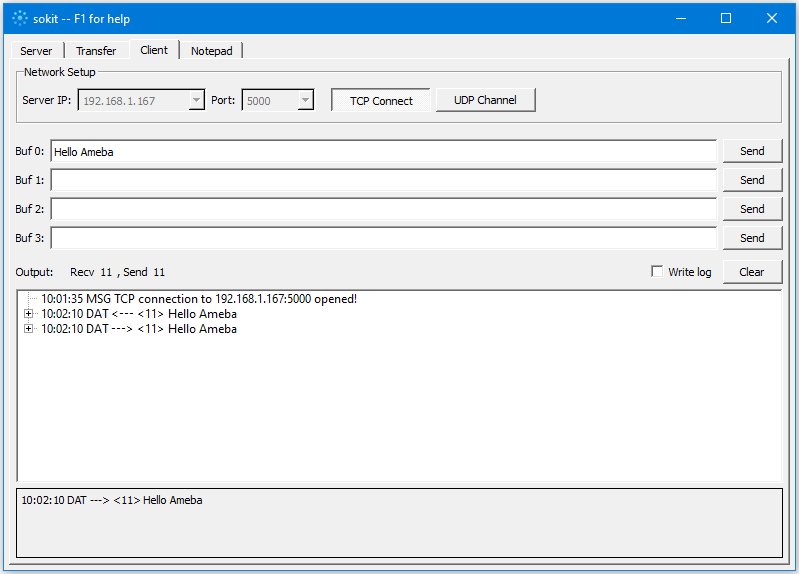 sokit -- F1 for help
Server Transfer Client Notepad
Network Setup
Server IP: 192.168.1.167 Port: 5000 TCP Connect UDP Channel
Buf 0: Hello Ameba Send
Buf 1: Send
Buf 2: Send
Buf 3: Send
Output: Recv 11 , Send 11 Write log Clear
10:01:35 MSG TCP connection to 192.168.1.167:5000 opened!
10:02:10 DAT <--- <11> Hello Ameba
10:02:10 DAT ---> <11> Hello Ameba
10:02:10 DAT ---> <11> Hello Ameba